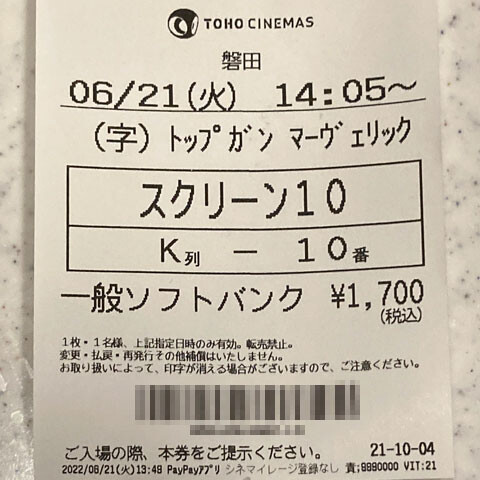 TOHO CINEMAS
磐田
06/21(火) 14:05～
(字) トップガン マーヴェリック
スクリーン10
K列 － 10番
一般ソフトバンク ¥1,700
(税込)
1枚・1名様、上記指定日時のみ有効。転売禁止。
変更・払戻・再発行その他補償はいたしません。
お取り扱いによって、印字が消える場合がございますので、ご注意ください。
ご入場の際、本券をご提示ください。 21-10-04
2022/06/21(火)13:48 PayPayアプリ シネマイレージ登録なし 責;8880000 VIT:21